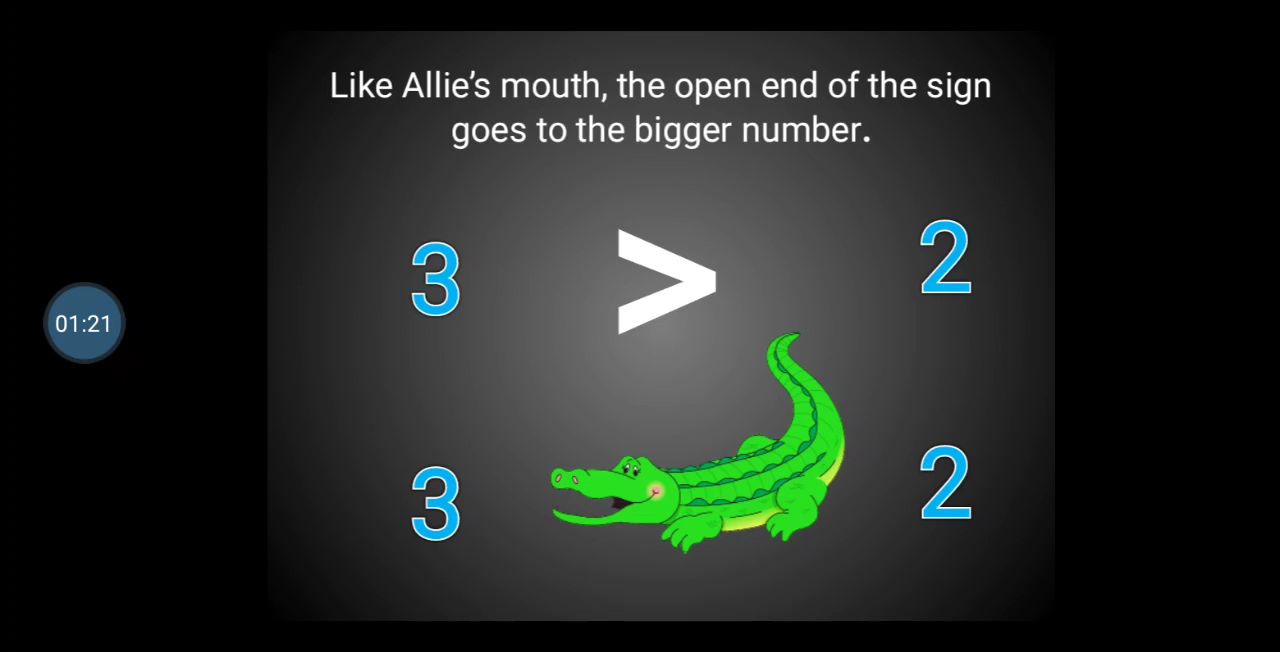 Like Allie’s mouth, the open end of the sign
goes to the bigger number.
3 > 2
01:21
3 2